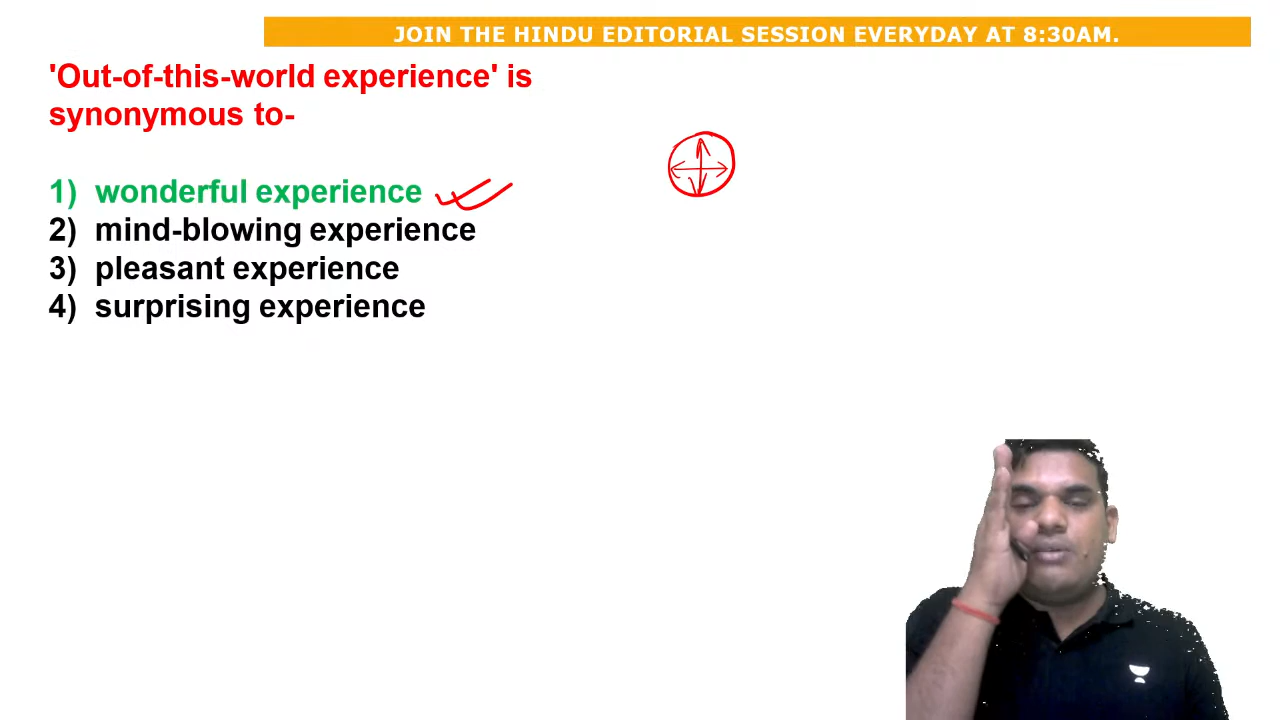 JOIN THE HINDU EDITORIAL SESSION EVERYDAY AT 8:30AM.
'Out-of-this-world experience' is
synonymous to-
1) wonderful experience
2) mind-blowing experience
3) pleasant experience
4) surprising experience